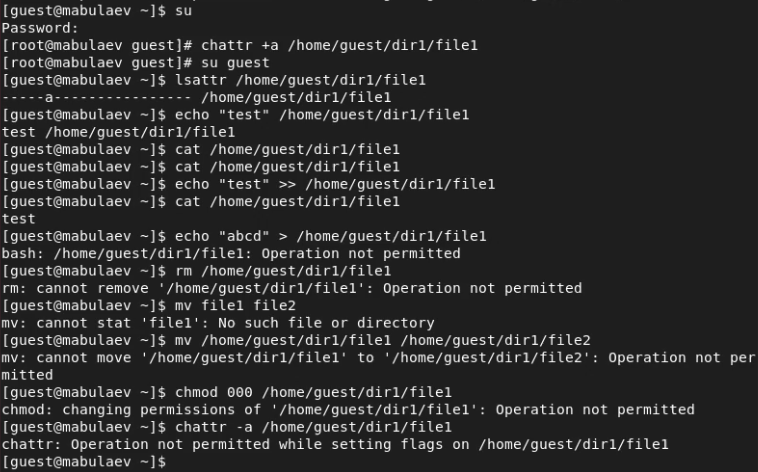 [guest@mabulaev ~]$ su
Password:
[root@mabulaev guest]# chattr +a /home/guest/dir1/file1
[root@mabulaev guest]# su guest
[guest@mabulaev ~]$ lsattr /home/guest/dir1/file1
-----a---------------- /home/guest/dir1/file1
[guest@mabulaev ~]$ echo "test" /home/guest/dir1/file1
test /home/guest/dir1/file1
[guest@mabulaev ~]$ cat /home/guest/dir1/file1
[guest@mabulaev ~]$ cat /home/guest/dir1/file1
[guest@mabulaev ~]$ echo "test" >> /home/guest/dir1/file1
[guest@mabulaev ~]$ cat /home/guest/dir1/file1
test
[guest@mabulaev ~]$ echo "abcd" > /home/guest/dir1/file1
bash: /home/guest/dir1/file1: Operation not permitted
[guest@mabulaev ~]$ rm /home/guest/dir1/file1
rm: cannot remove '/home/guest/dir1/file1': Operation not permitted
[guest@mabulaev ~]$ mv file1 file2
mv: cannot stat 'file1': No such file or directory
[guest@mabulaev ~]$ mv /home/guest/dir1/file1 /home/guest/dir1/file2
mv: cannot move '/home/guest/dir1/file1' to '/home/guest/dir1/file2': Operation not per
mitted
[guest@mabulaev ~]$ chmod 000 /home/guest/dir1/file1
chmod: changing permissions of '/home/guest/dir1/file1': Operation not permitted
[guest@mabulaev ~]$ chattr -a /home/guest/dir1/file1
chattr: Operation not permitted while setting flags on /home/guest/dir1/file1
[guest@mabulaev ~]$